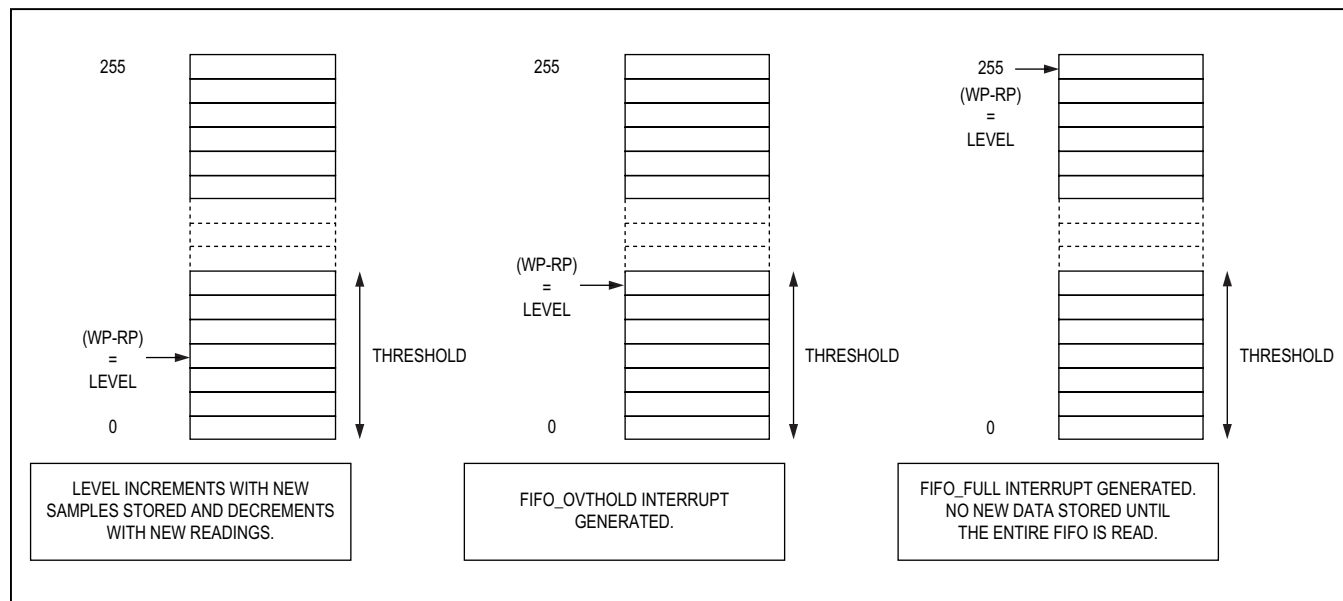 255
(WP-RP)
=
LEVEL
0
THRESHOLD
LEVEL INCREMENTS WITH NEW
SAMPLES STORED AND DECREMENTS
WITH NEW READINGS.
255
(WP-RP)
=
LEVEL
0
THRESHOLD
FIFO_OVTHOLD INTERRUPT
GENERATED.
255
(WP-RP)
=
LEVEL
0
THRESHOLD
FIFO_FULL INTERRUPT GENERATED.
NO NEW DATA STORED UNTIL
THE ENTIRE FIFO IS READ.